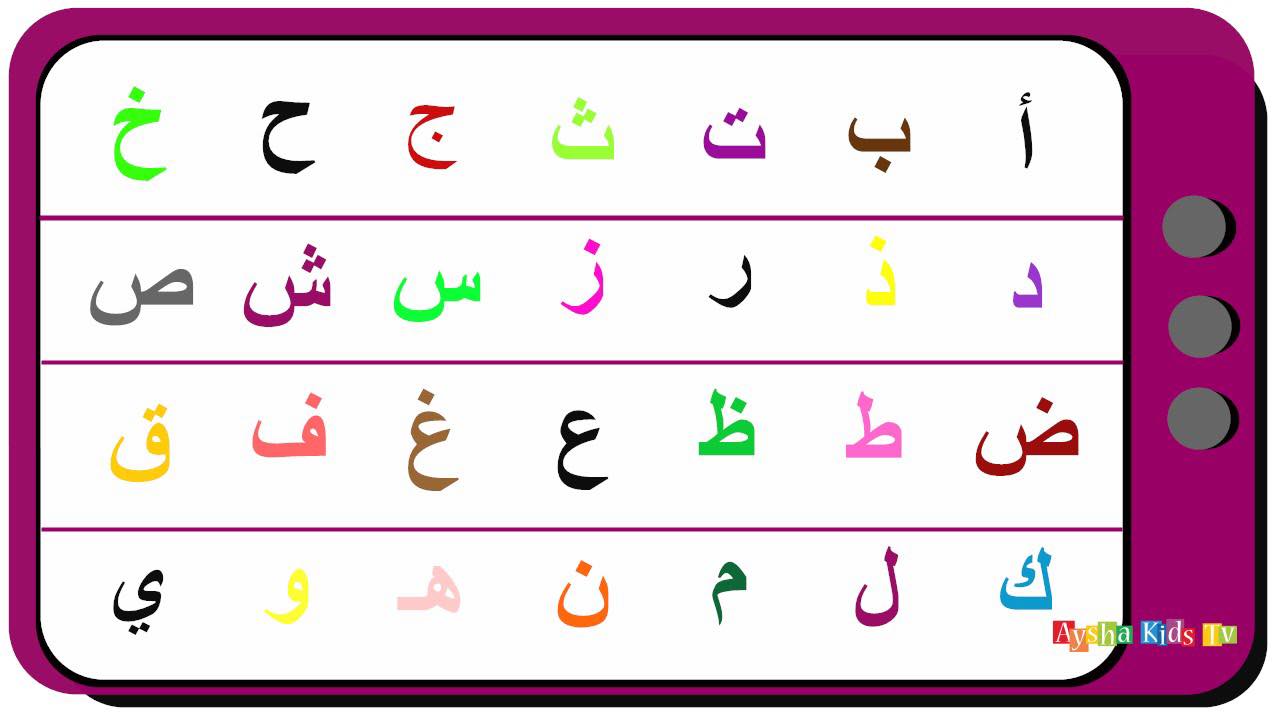 أ ب ت ث ج ح خ
د ذ ر ز س ش ص
ض ط ظ ع غ ف ق
ك ل م ن هـ و ي
Aysha Kids Tv